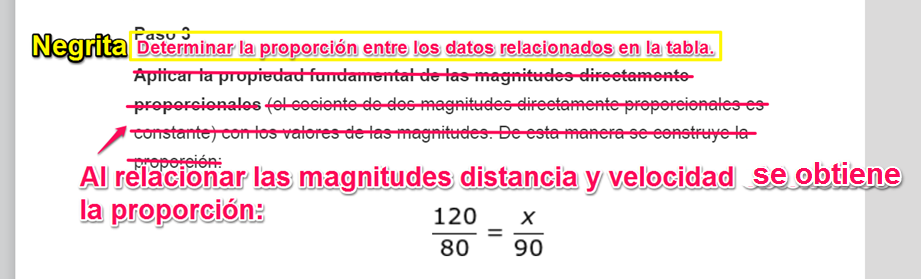 Paso 3
Negrita Determinar la proporción entre los datos relacionados en la tabla.
Aplicar la propiedad fundamental de las magnitudes directamente
proporcionales (el cociente de dos magnitudes directamente proporcionales es
constante) con los valores de las magnitudes. De esta manera se construye la
proporción:
Al relacionar las magnitudes distancia y velocidad se obtiene
la proporción:
120/80 = x/90